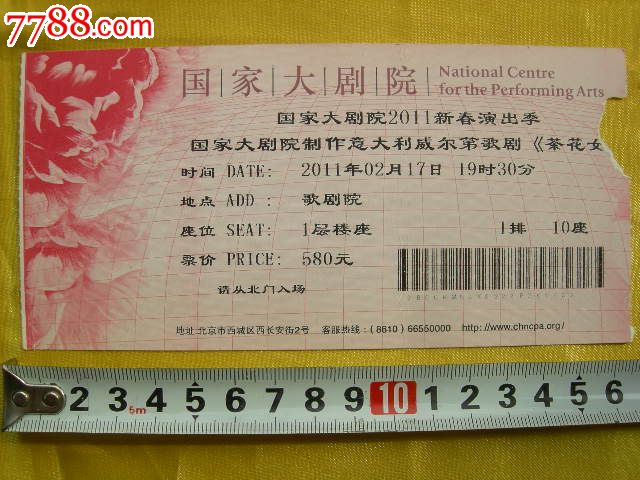 7788.com
国家大剧院 National Centre
for the Performing Arts
国家大剧院2011新春演出季
国家大剧院制作意大利威尔第歌剧《茶花女
时间 DATE: 2011年02月17日 19时30分
地点 ADD : 歌剧院
座位 SEAT: 1层楼座 1排 10座
票价 PRICE: 580元
请从北门入场
地址:北京市西城区西长安街2号 客服热线:(8610) 66550000 http://www.chncpa.org/
2 3 4 5 6 7 8 9 10 1 2 3 4 5 6
5m